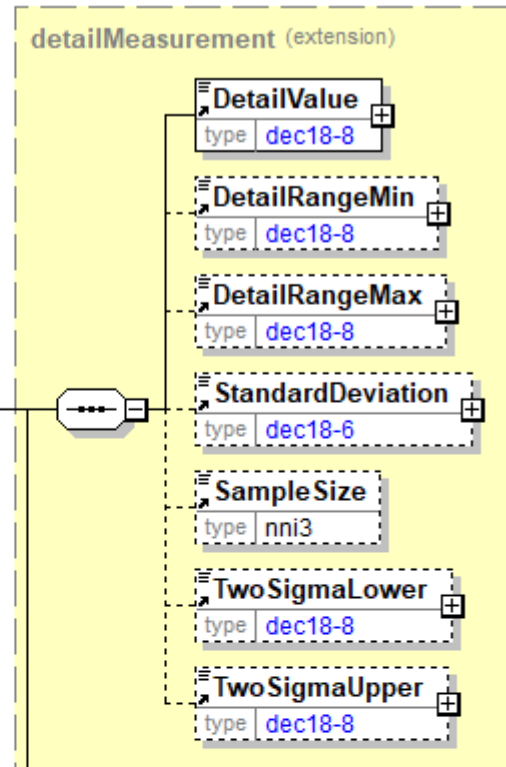 detailMeasurement (extension)
DetailValue
type dec18-8
DetailRangeMin
type dec18-8
DetailRangeMax
type dec18-8
StandardDeviation
type dec18-6
SampleSize
type nni3
TwoSigmaLower
type dec18-8
TwoSigmaUpper
type dec18-8